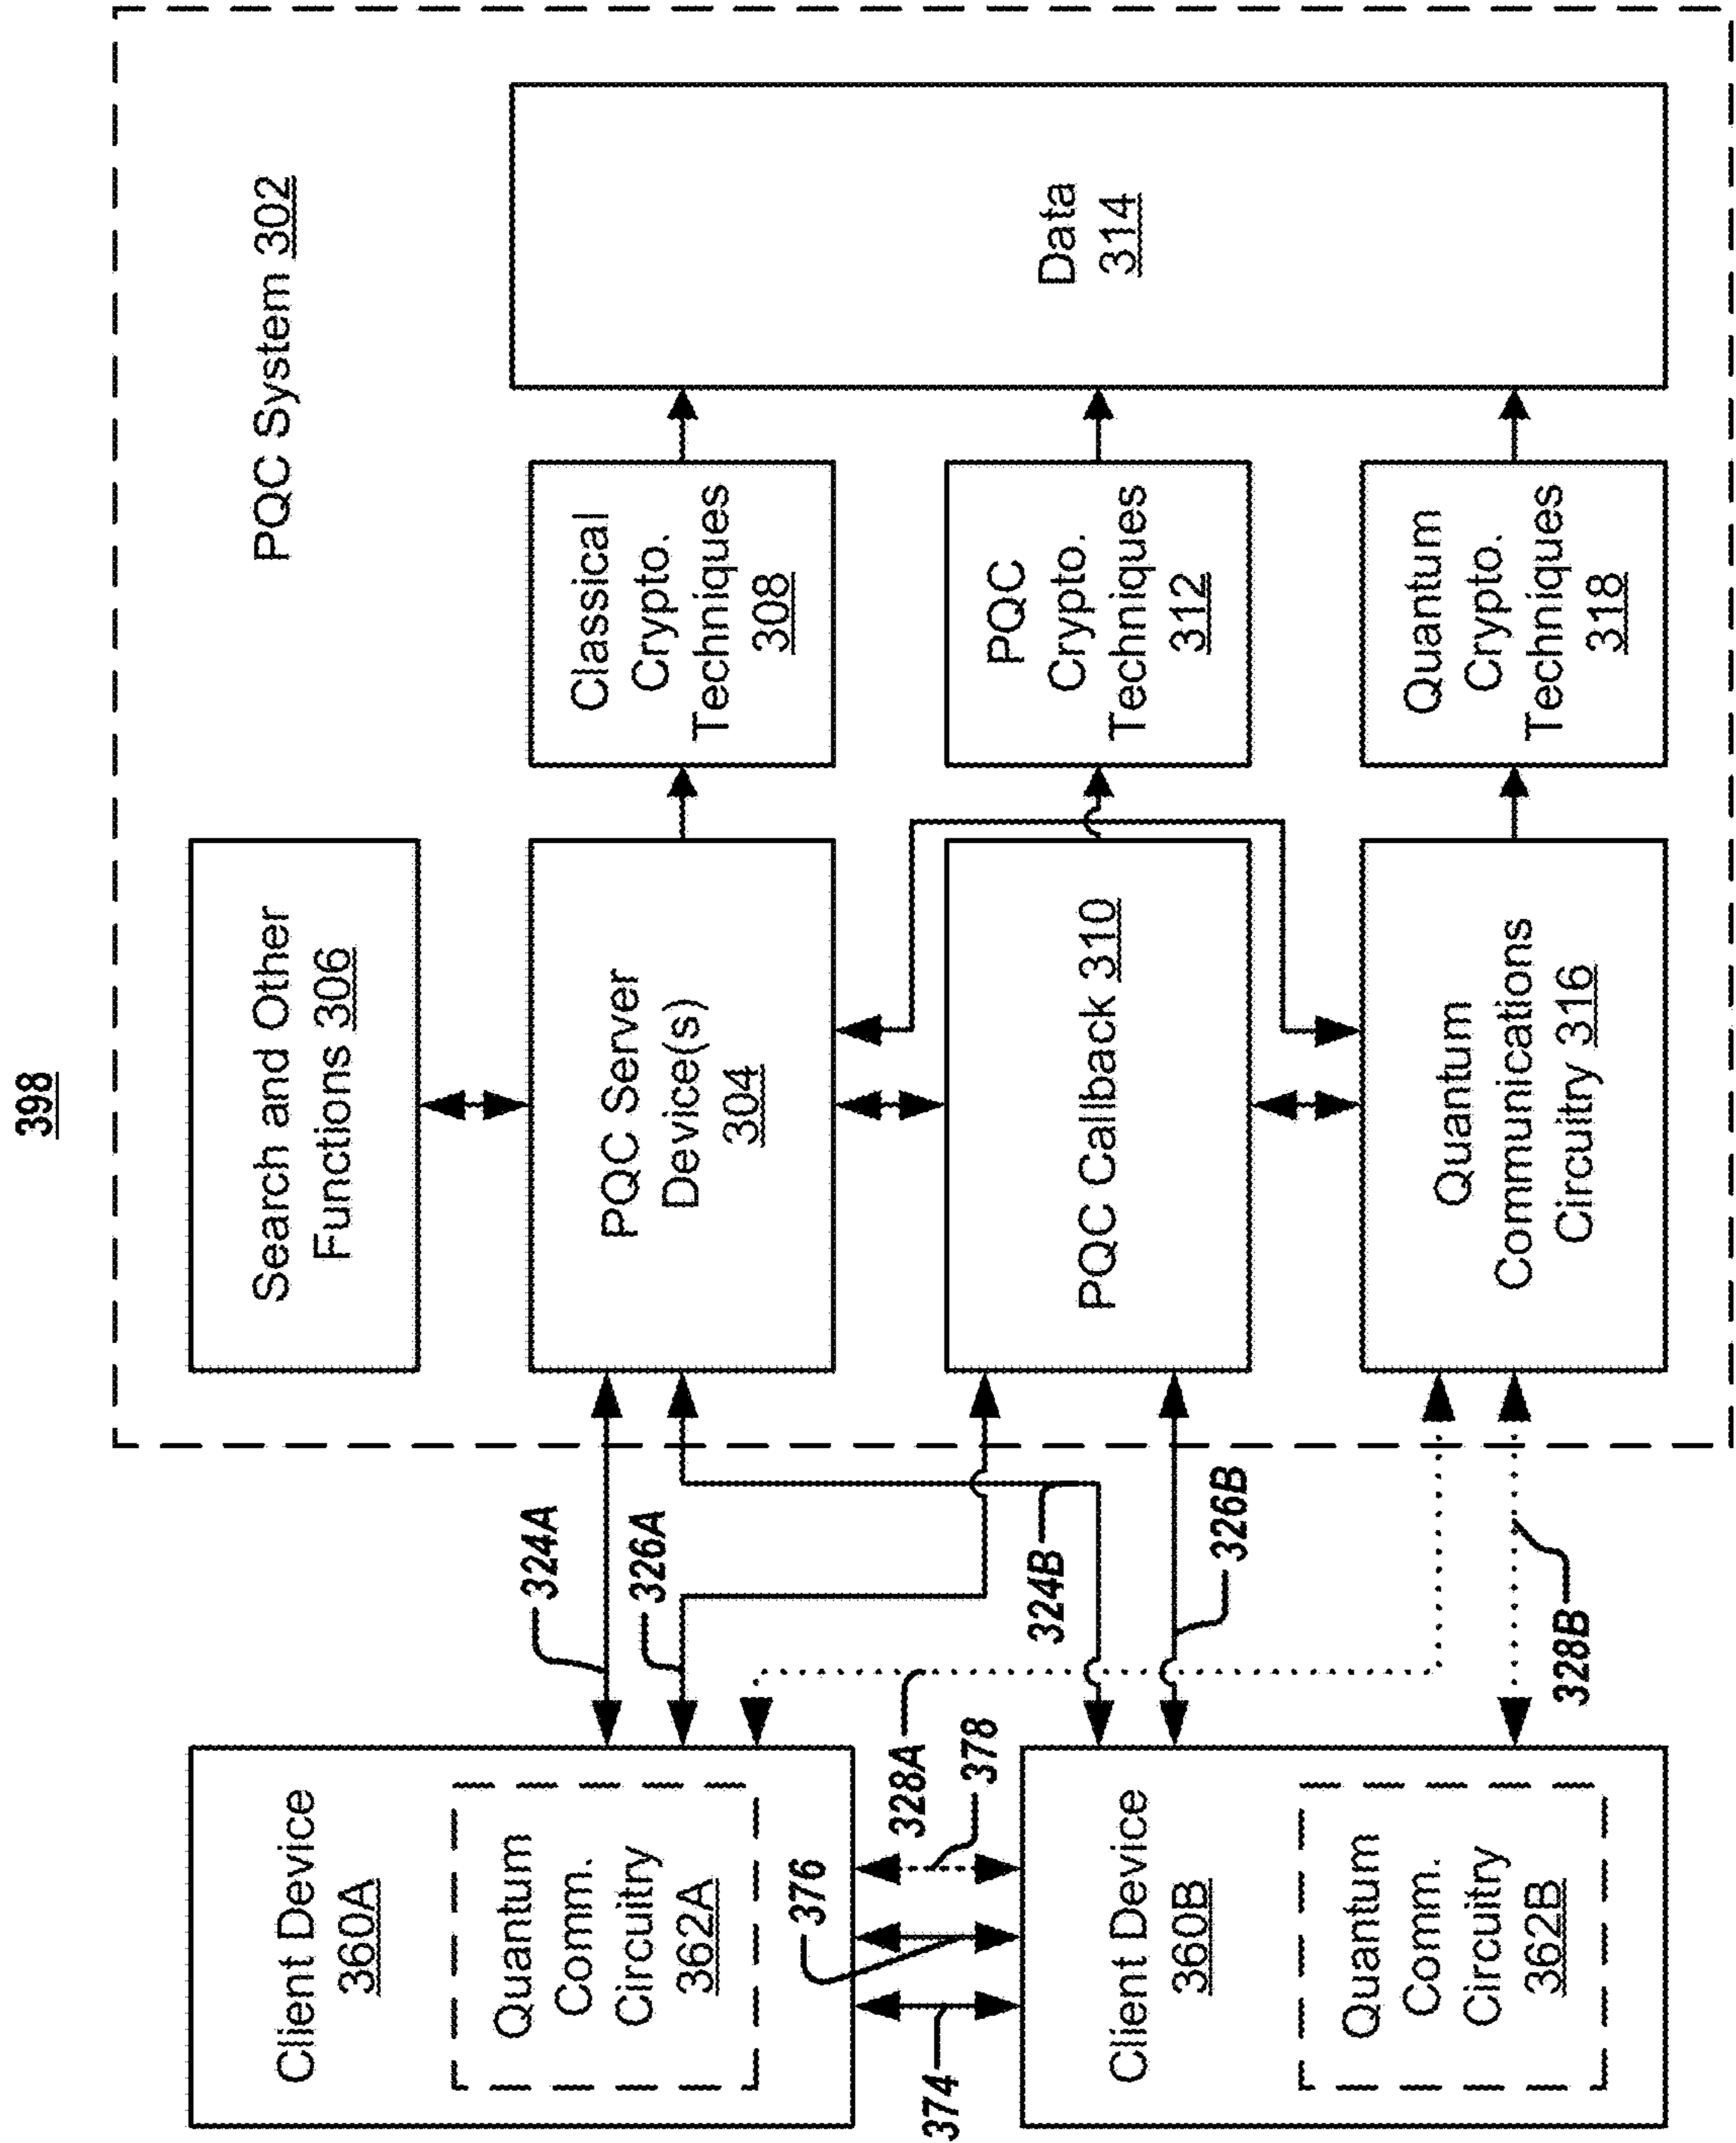 398
PQC System 302
Search and Other
Functions 306
PQC Server
Device(s)
304
Classical
Crypto.
Techniques
308
PQC Callback 310
PQC
Crypto.
Techniques
312
Data
314
Quantum
Communications
Circuitry 316
Quantum
Crypto.
Techniques
318
Client Device
360A
Quantum
Comm.
Circuitry
362A
Client Device
360B
Quantum
Comm.
Circuitry
362B
324A
326A
324B
326B
328A
328B
374
376
378